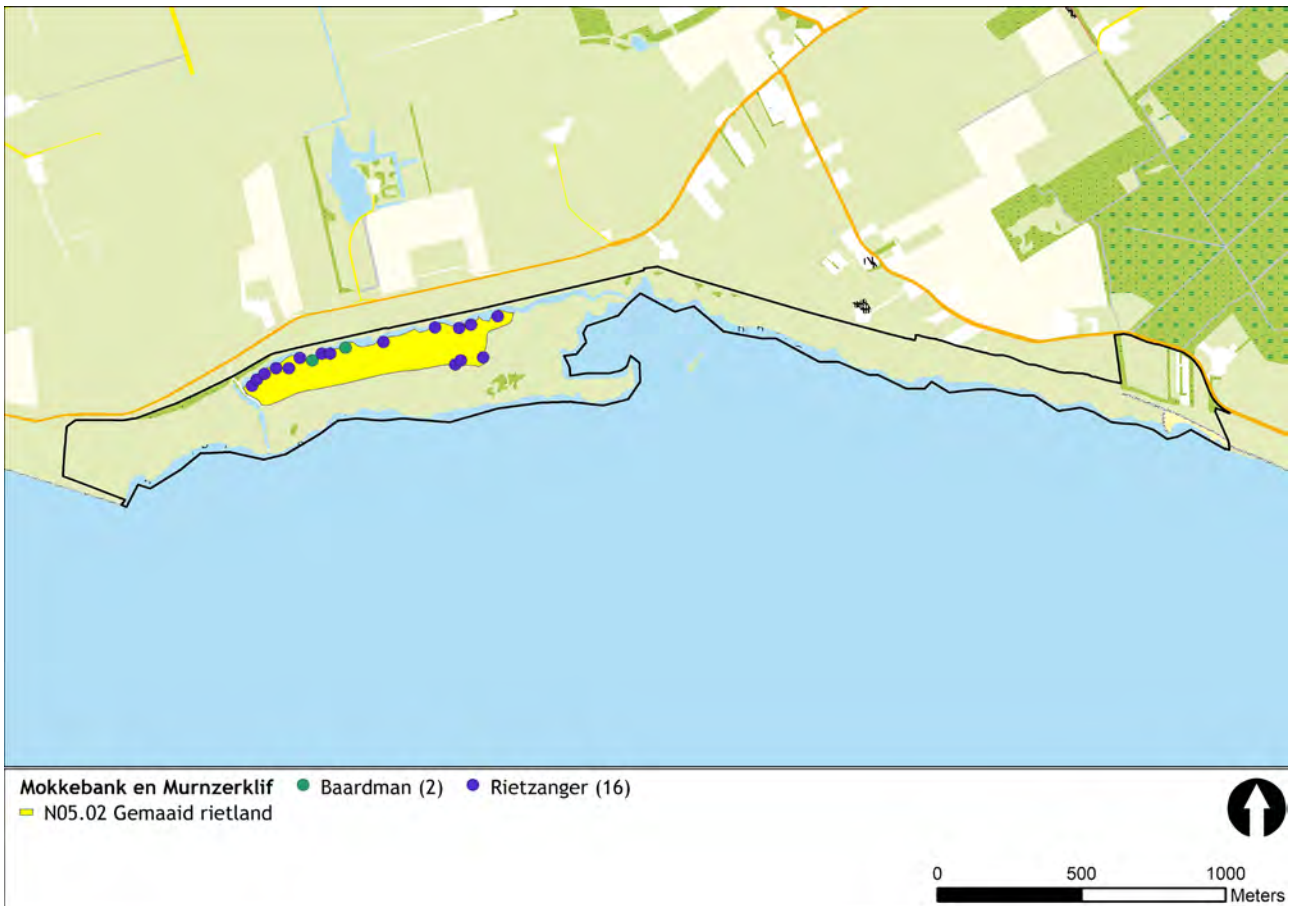 Mokkebank en Murnzerklif Baardman (2) Rietzanger (16)
N05.02 Gemaaid rietland
0 500 1000
Meters